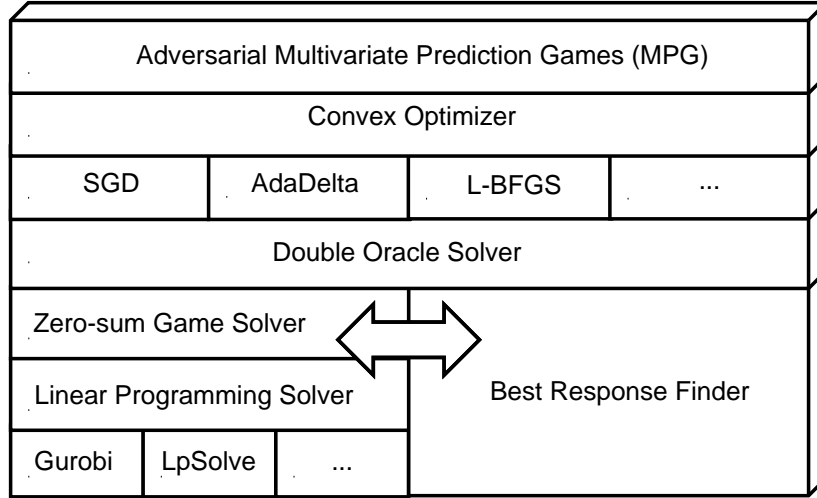 Adversarial Multivariate Prediction Games (MPG)
Convex Optimizer
SGD
AdaDelta
L-BFGS
...
Double Oracle Solver
Zero-sum Game Solver
Linear Programming Solver
Best Response Finder
Gurobi
LpSolve
...